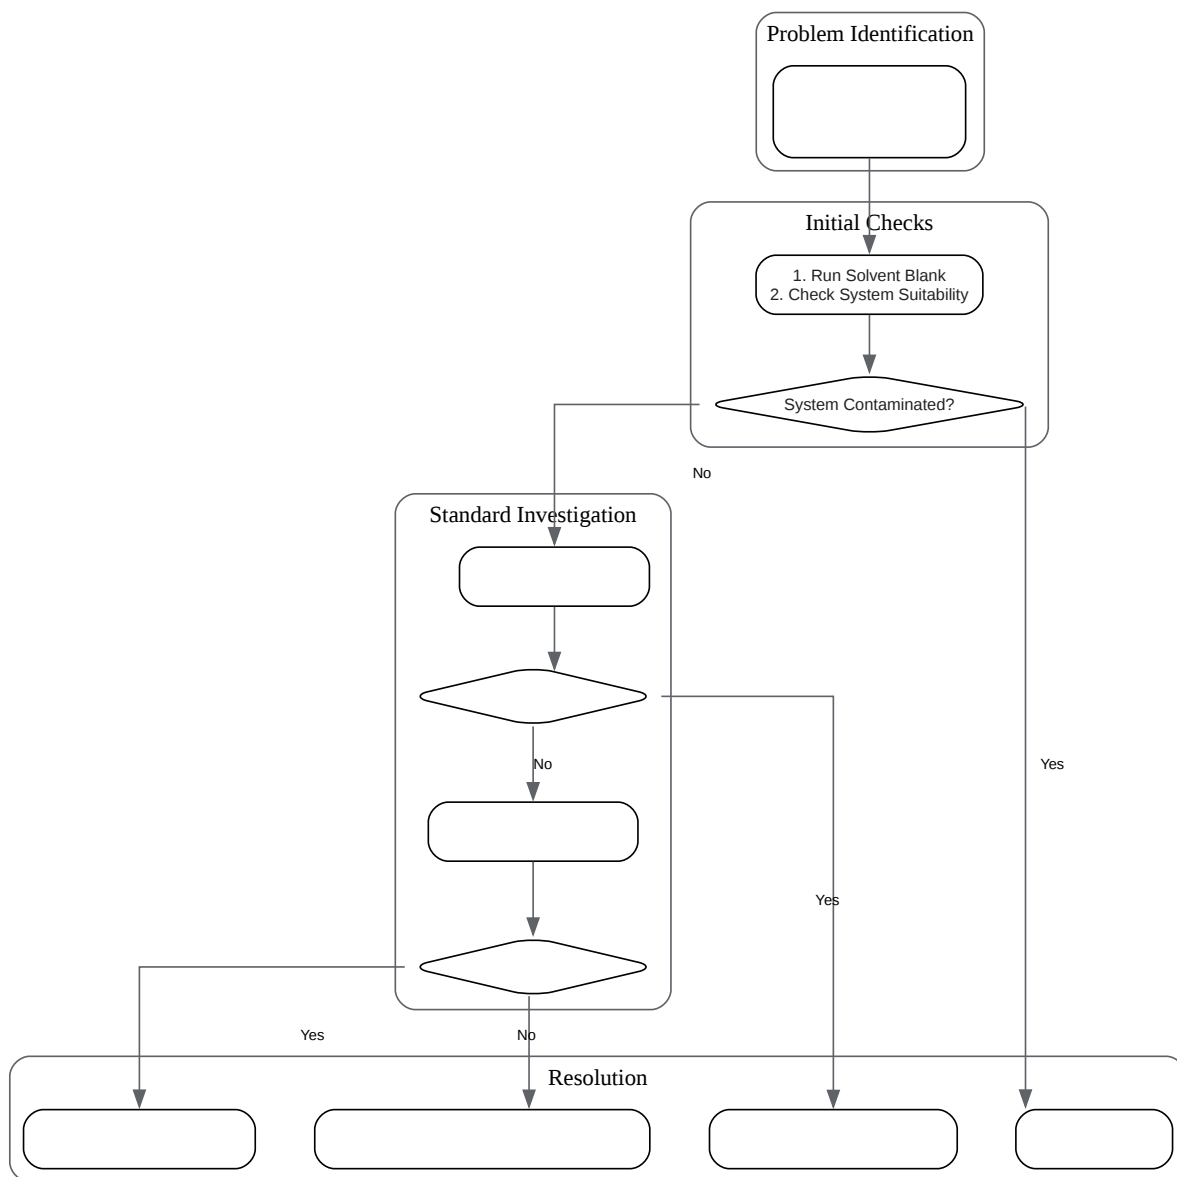 Problem Identification
Initial Checks
1. Run Solvent Blank
2. Check System Suitability
System Contaminated?
No
Standard Investigation
No
Yes
Yes
Yes
No
Resolution